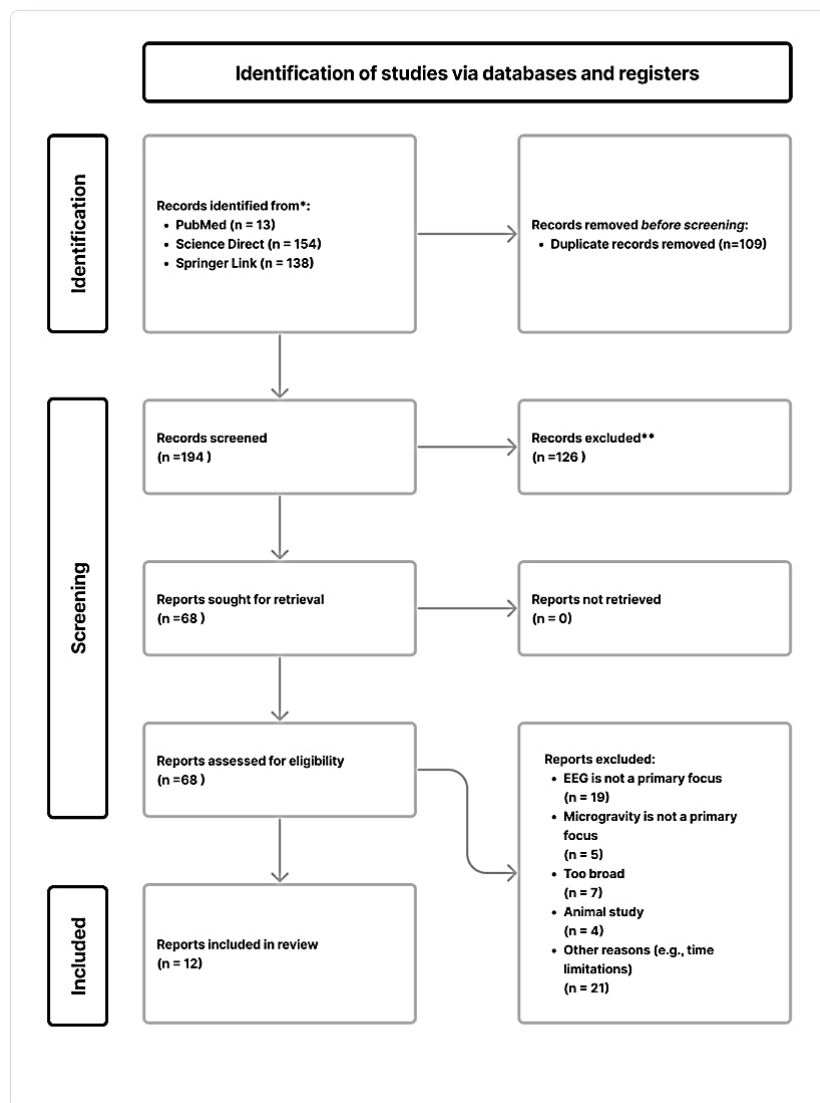 Identification of studies via databases and registers
Identification
Records identified from*:
• PubMed (n = 13)
• Science Direct (n = 154)
• Springer Link (n = 138)
Records removed before screening:
• Duplicate records removed (n=109)
Screening
Records screened
(n =194 )
Records excluded**
(n =126 )
Reports sought for retrieval
(n =68 )
Reports not retrieved
(n = 0)
Reports assessed for eligibility
(n =68 )
Reports excluded:
• EEG is not a primary focus
(n = 19)
• Microgravity is not a primary
focus
(n = 5)
• Too broad
(n = 7)
• Animal study
(n = 4)
• Other reasons (e.g., time
limitations)
(n = 21)
Included
Reports included in review
(n = 12)